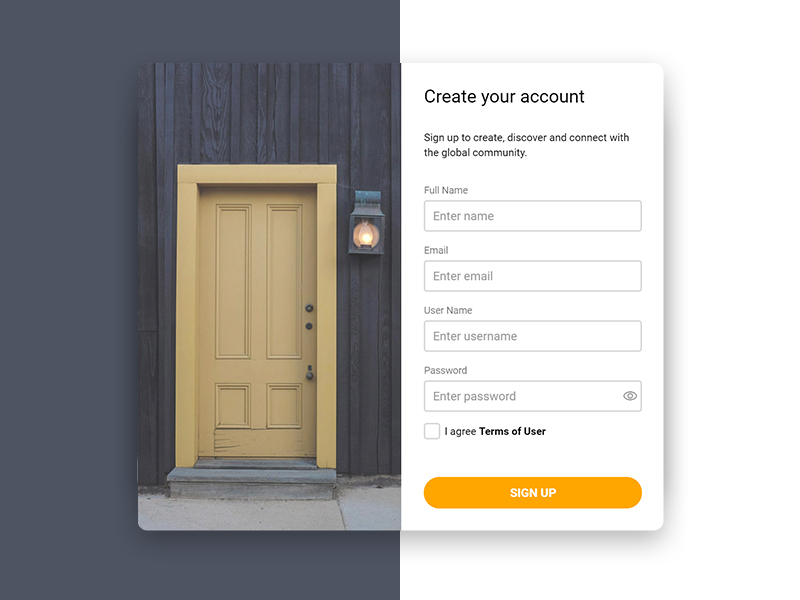 Create your account
Sign up to create, discover and connect with
the global community.
Full Name
Enter name
Email
Enter email
User Name
Enter username
Password
Enter password
I agree Terms of User
SIGN UP